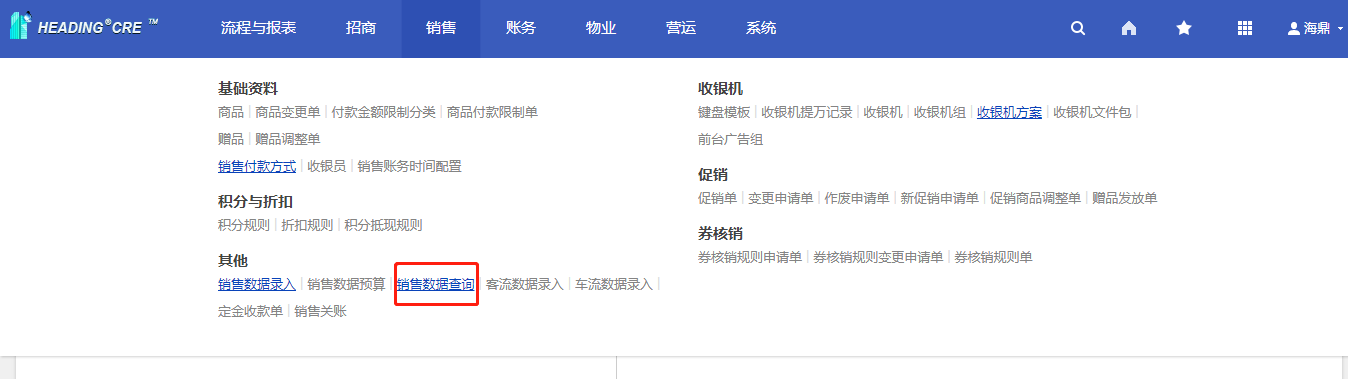 HEADING®CRE ™ 流程与报表 招商 销售 账务 物业 营运 系统 海鼎
基础资料
商品 | 商品变更单 | 付款金额限制分类 | 商品付款限制单
赠品 | 赠品调整单
销售付款方式 | 收银员 | 销售账务时间配置
积分与折扣
积分规则 | 折扣规则 | 积分抵现规则
其他
销售数据录入 | 销售数据预算 | 销售数据查询 | 客流数据录入 | 车流数据录入 |
定金收款单 | 销售关账
收银机
键盘模板 | 收银机提万记录 | 收银机 | 收银机组 | 收银机方案 | 收银机文件包 |
前台广告组
促销
促销单 | 变更申请单 | 作废申请单 | 新促销申请单 | 促销商品调整单 | 赠品发放单
券核销
券核销规则申请单 | 券核销规则变更申请单 | 券核销规则单